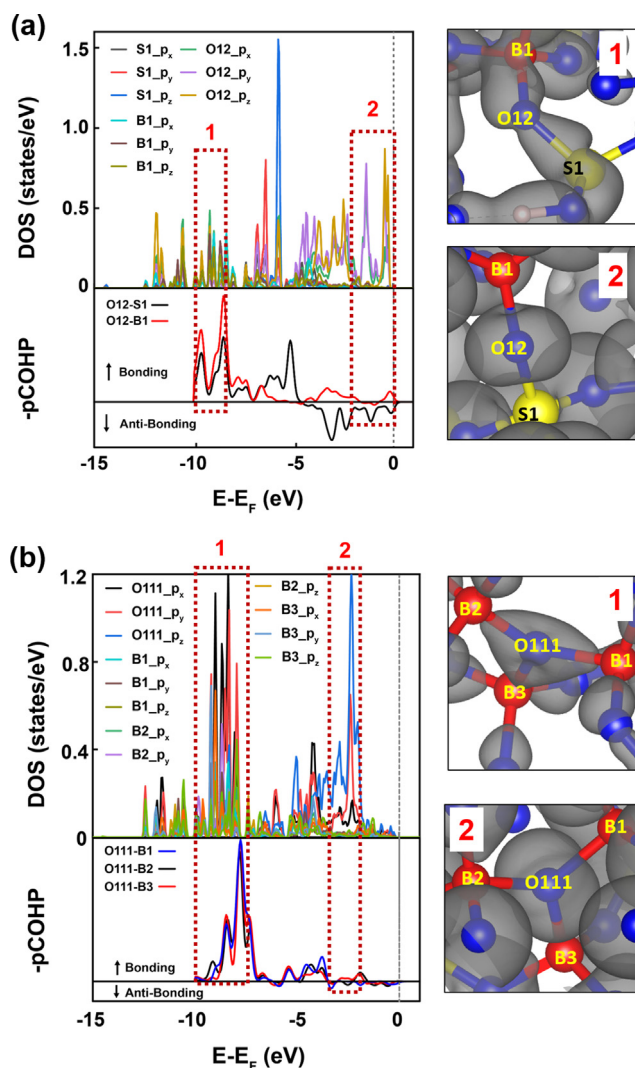 (a)
1.5
1.0
0.5
0
DOS (states/eV)
S1_px
S1_py
S1_pz
B1_px
B1_py
B1_pz
O12_px
O12_py
O12_pz
1
2
-pCOHP
O12-S1
O12-B1
↑ Bonding
↓ Anti-Bonding
-15
-10
-5
0
E-EF (eV)
B1
1
O12
S1
B1
2
O12
S1
(b)
1.2
0.8
0.4
0
DOS (states/eV)
1
2
O111_px
O111_py
O111_pz
B1_px
B1_py
B1_pz
B2_px
B2_py
B2_pz
B3_px
B3_py
B3_pz
-pCOHP
O111-B1
O111-B2
O111-B3
↑ Bonding
↓ Anti-Bonding
-15
-10
-5
0
E-EF (eV)
1
B2
O111
B1
B3
2
B1
B2
O111
B3